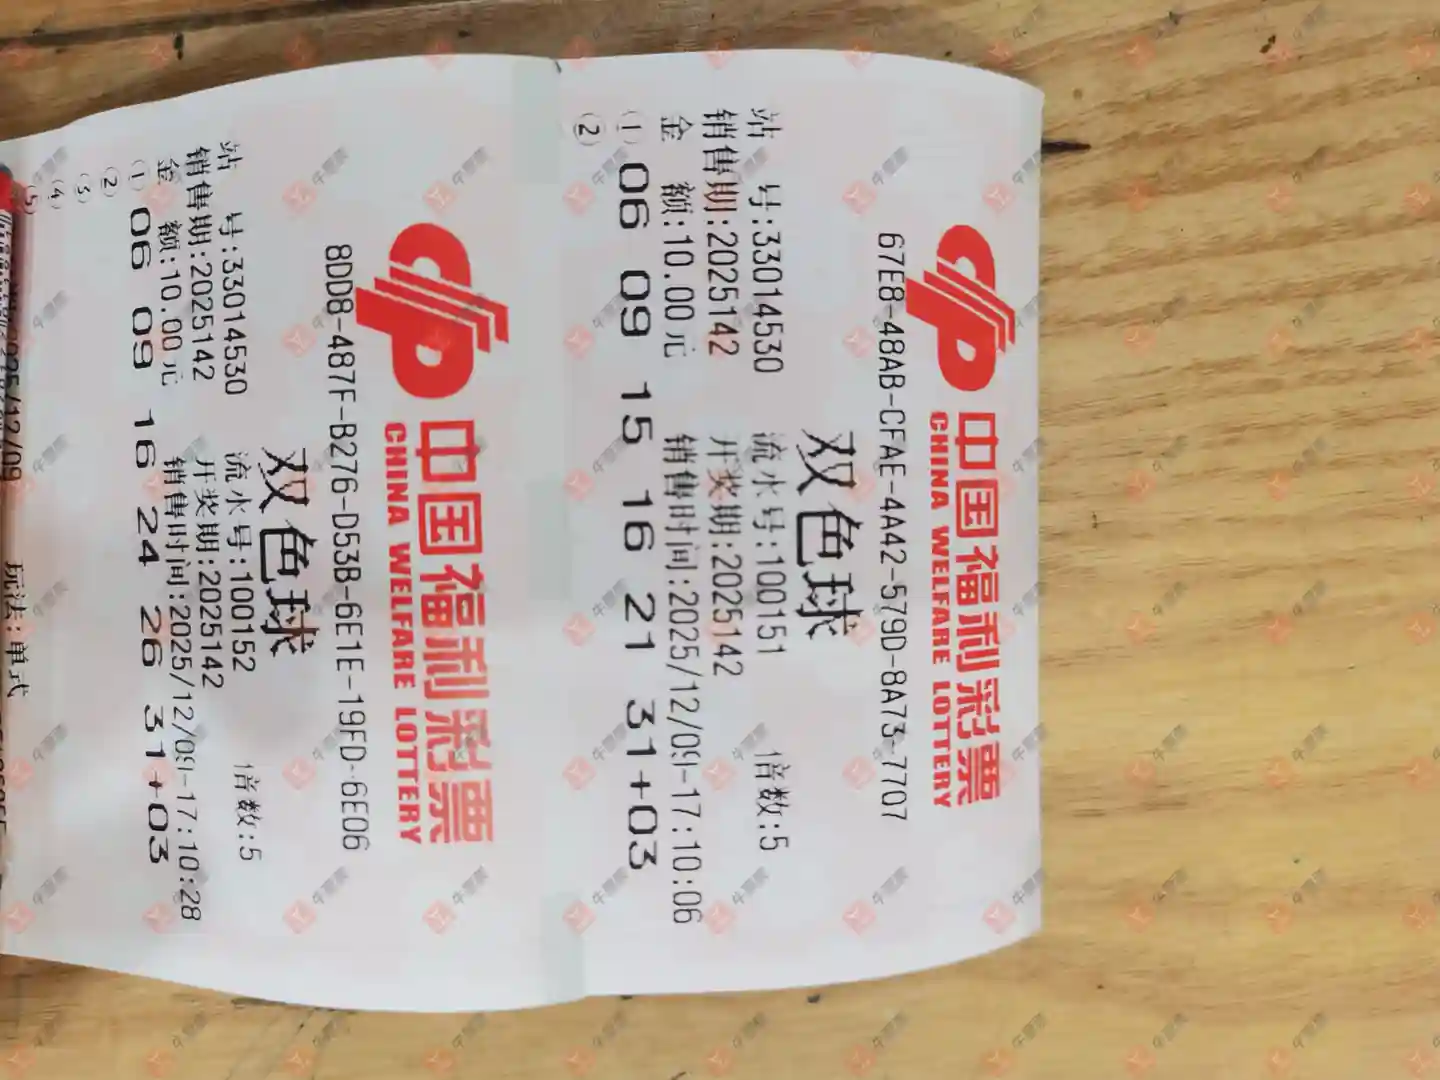 中国福利彩票
CHINA WELFARE LOTTERY
67E8-48AB-CFAE-4A42-579D-8A73-7707
双色球
站 号:33014530 流水号:100151 倍数:5
销售期:2025142 开奖期:2025142
金 额:10.00元 销售时间:2025/12/09-17:10:06
① 06 09 15 16 21 31+03
②
中国福利彩票
CHINA WELFARE LOTTERY
8DD8-487F-B276-D53B-6E1E-19FD-6E06
双色球
站 号:33014530 流水号:100152 倍数:5
销售期:2025142 开奖期:2025142
金 额:10.00元 销售时间:2025/12/09-17:10:28
① 06 09 16 24 26 31+03
②
③
④
⑤
玩法:单式